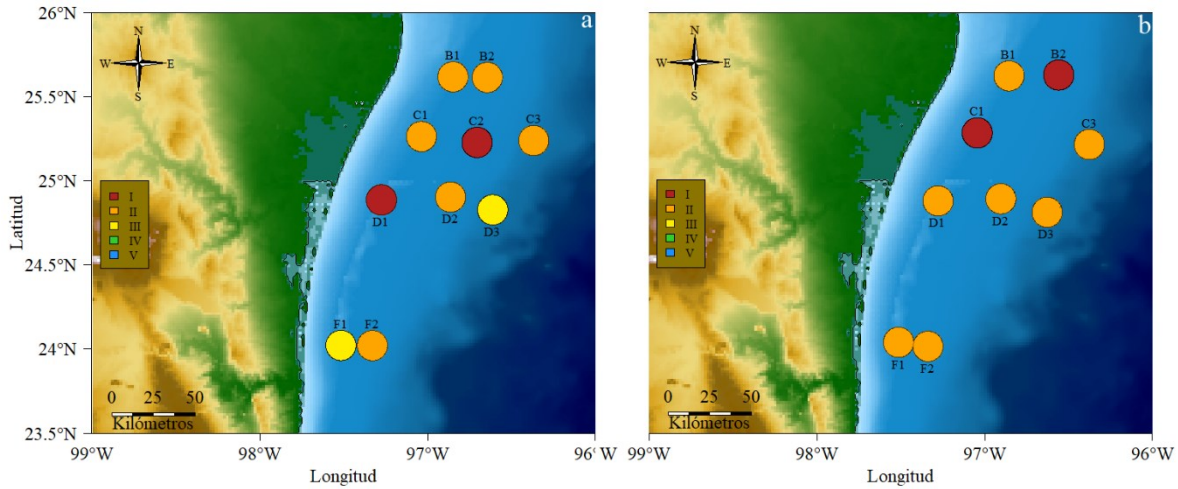 a
26°N
25.5°N
25°N
24.5°N
24°N
23.5°N
Latitud
N
W E
S
B1 B2
C1 C2 C3
D1 D2 D3
F1 F2
I
II
III
IV
V
0 25 50
Kilómetros
99°W 98°W 97°W 96°W
Longitud
b
N
W E
S
B1 B2
C1 C3
D1 D2 D3
F1 F2
I
II
III
IV
V
0 25 50
Kilómetros
99°W 98°W 97°W 96°W
Longitud